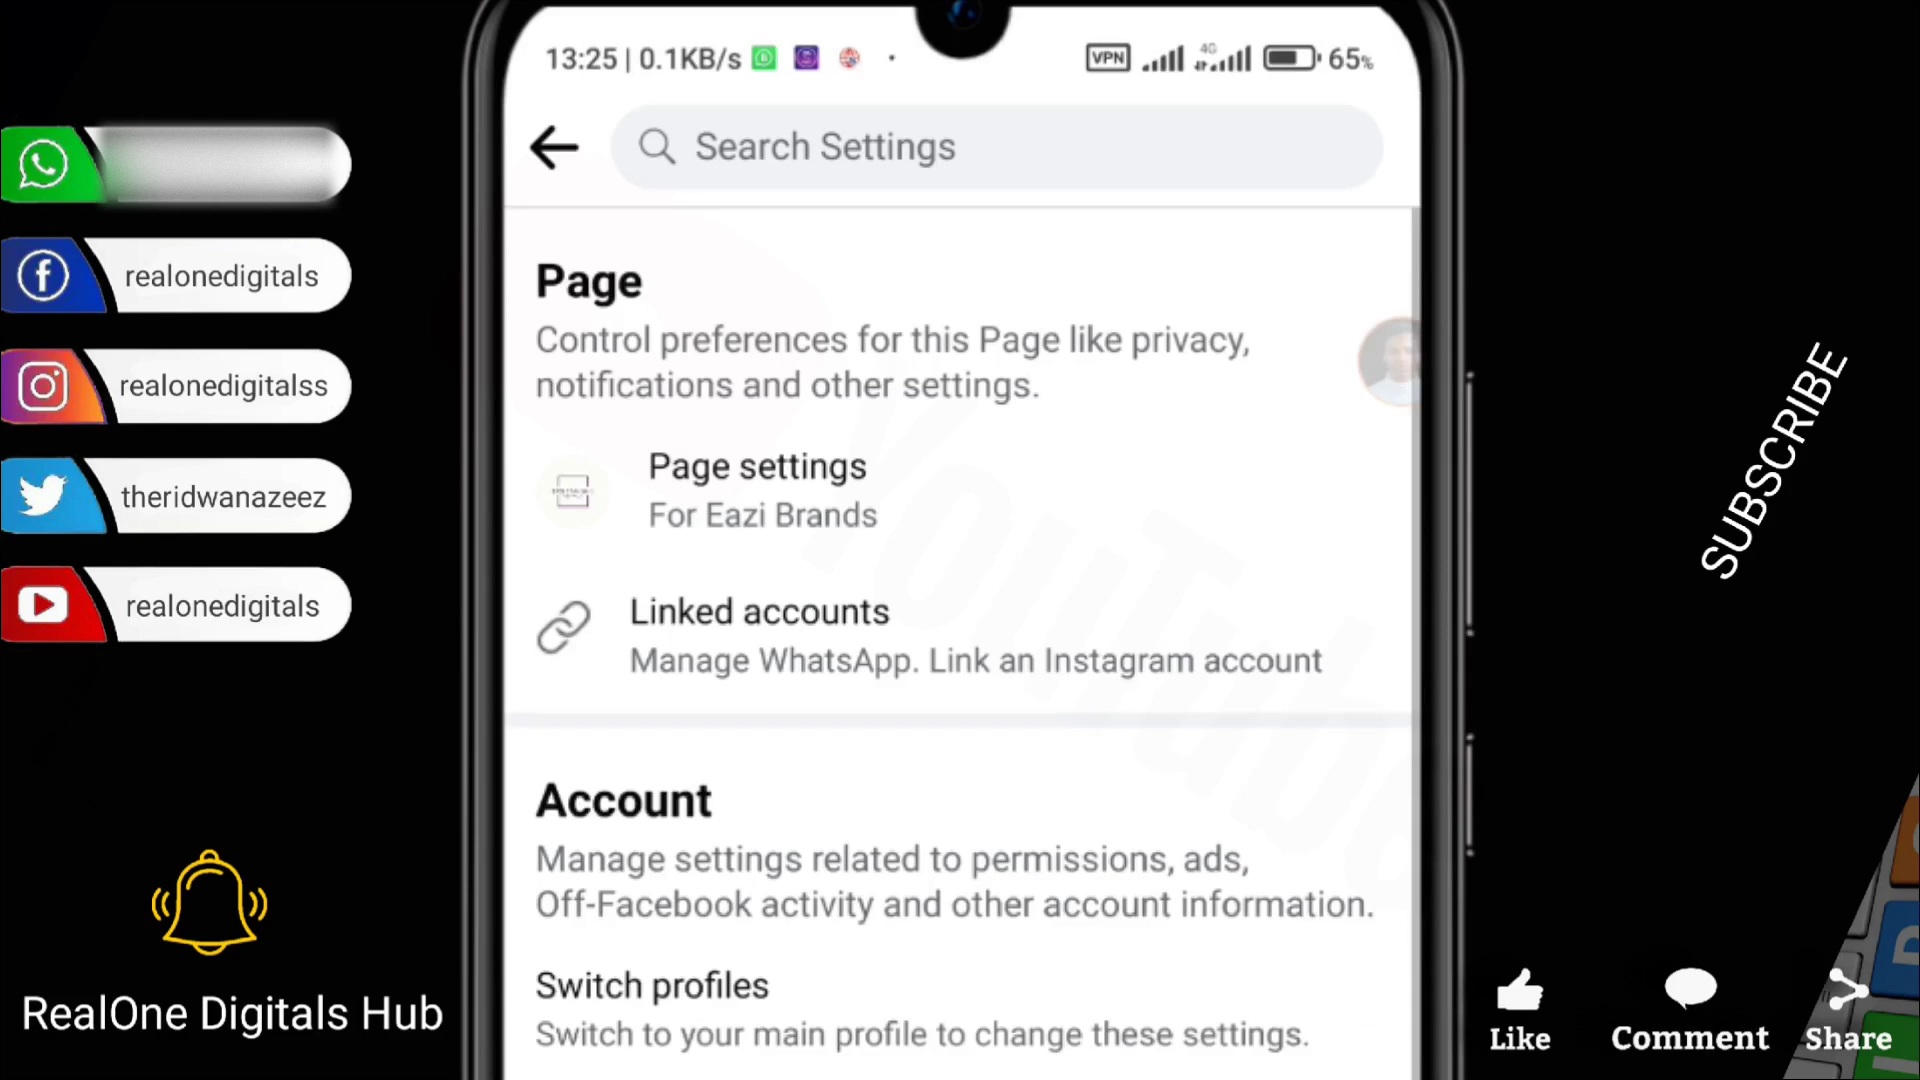 13:25 | 0.1KB/s
VPN
4G
65%
Search Settings
realonedigitals
realonedigitalss
theridwanazeez
realonedigitals
Page
Control preferences for this Page like privacy,
notifications and other settings.
Page settings
For Eazi Brands
Linked accounts
Manage WhatsApp. Link an Instagram account
Account
Manage settings related to permissions, ads,
Off-Facebook activity and other account information.
Switch profiles
Switch to your main profile to change these settings.
YouTube
SUBSCRIBE
RealOne Digitals Hub
Like
Comment
Share